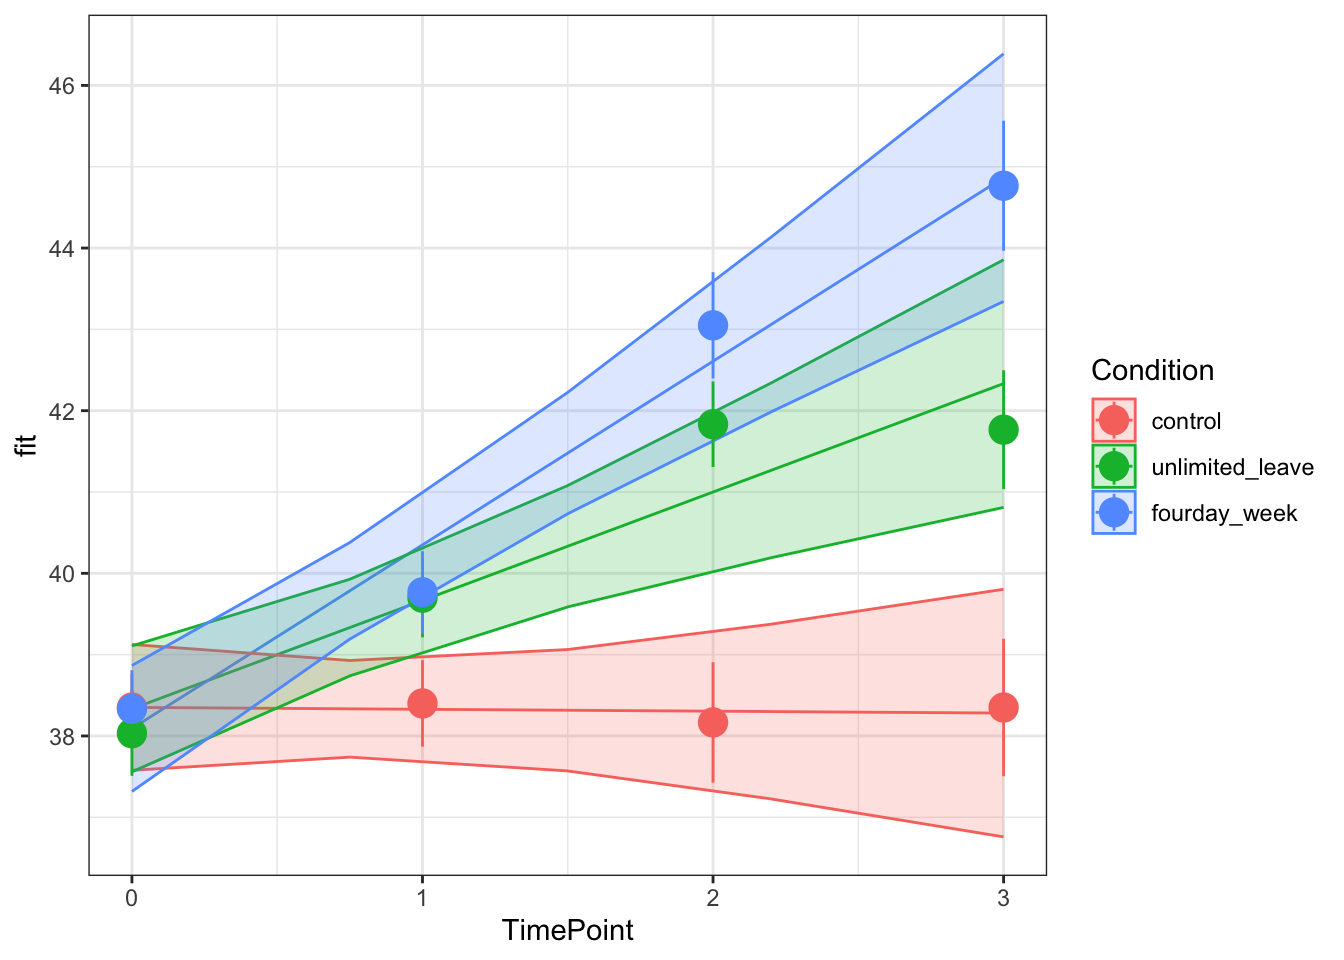 46
44
42
40
38
fit
0
1
2
3
TimePoint
Condition
control
unlimited_leave
fourday_week